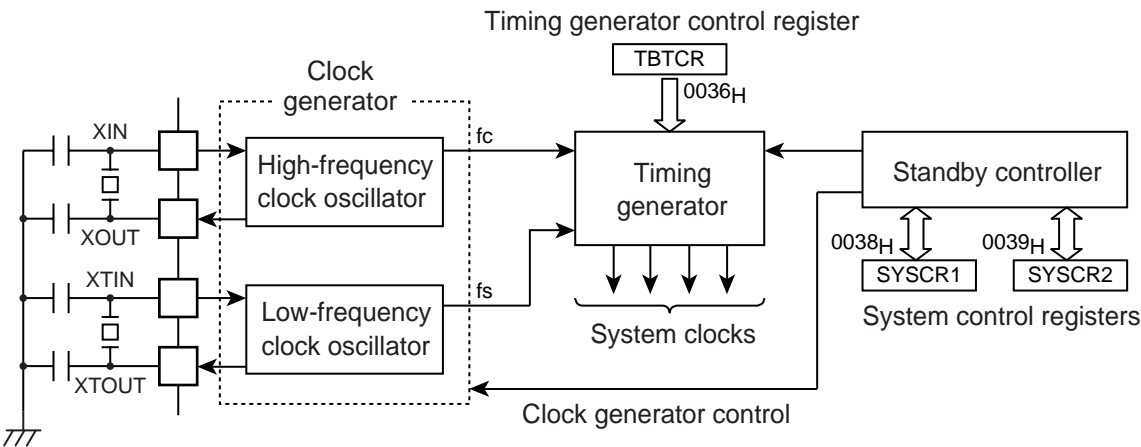 Timing generator control register
TBTCR
0036H
Clock
generator
XIN
XOUT
XTIN
XTOUT
High-frequency
clock oscillator
Low-frequency
clock oscillator
fc
fs
Timing
generator
System clocks
Standby controller
0038H
0039H
SYSCR1
SYSCR2
System control registers
Clock generator control